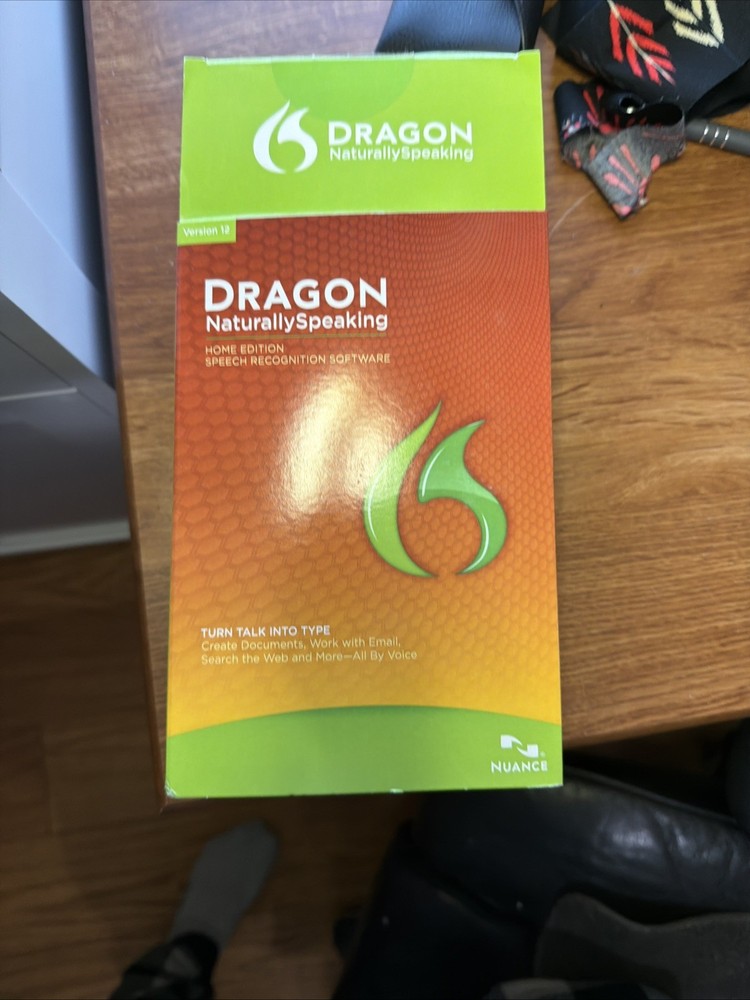 DRAGON
NaturallySpeaking
Version 12
DRAGON
NaturallySpeaking
HOME EDITION
SPEECH RECOGNITION SOFTWARE
TURN TALK INTO TYPE
Create Documents, Work with Email,
Search the Web and More—All By Voice
NUANCE